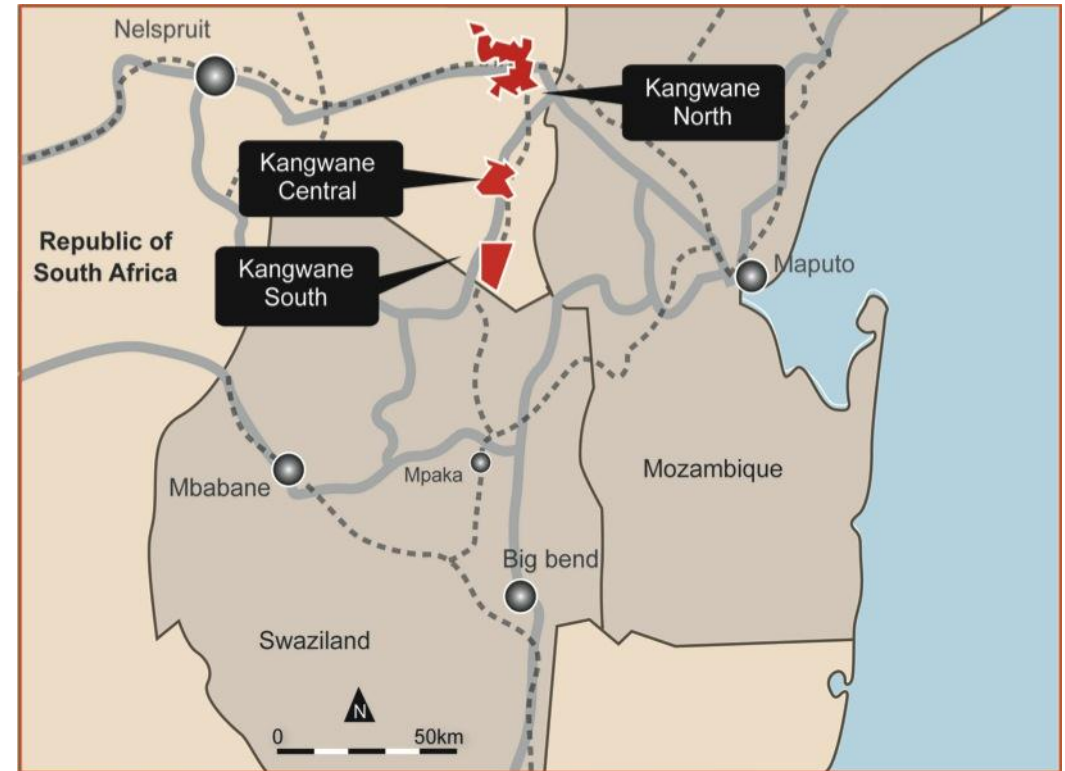 Nelspruit
Kangwane
North
Kangwane
Central
Republic of
South Africa
Kangwane
South
Maputo
Mozambique
Mpaka
Mbabane
Big bend
Swaziland
N
0 50km